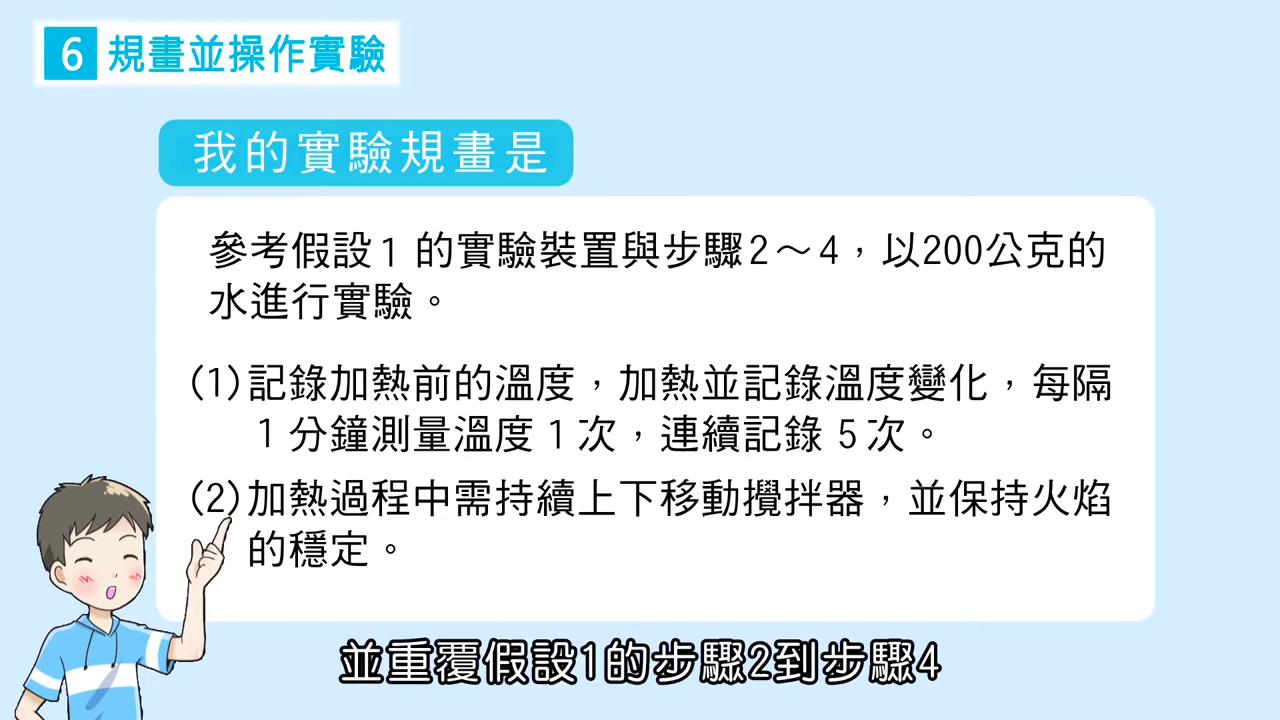 6 規畫並操作實驗
我的實驗規畫是
參考假設1的實驗裝置與步驟2～4，以200公克的
水進行實驗。
(1)記錄加熱前的溫度，加熱並記錄溫度變化，每隔
1分鐘測量溫度1次，連續記錄5次。
(2)加熱過程中需持續上下移動攪拌器，並保持火焰
的穩定。
並重覆假設1的步驟2到步驟4